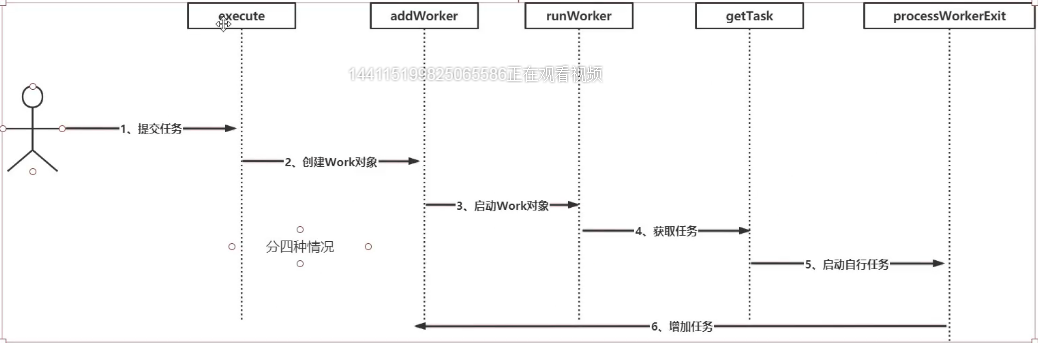 execute
addWorker
runWorker
getTask
processWorkerExit
144115199825065586正在观看视频
1、提交任务
2、创建Work对象
3、启动Work对象
4、获取任务
分四种情况
5、启动自行任务
6、增加任务